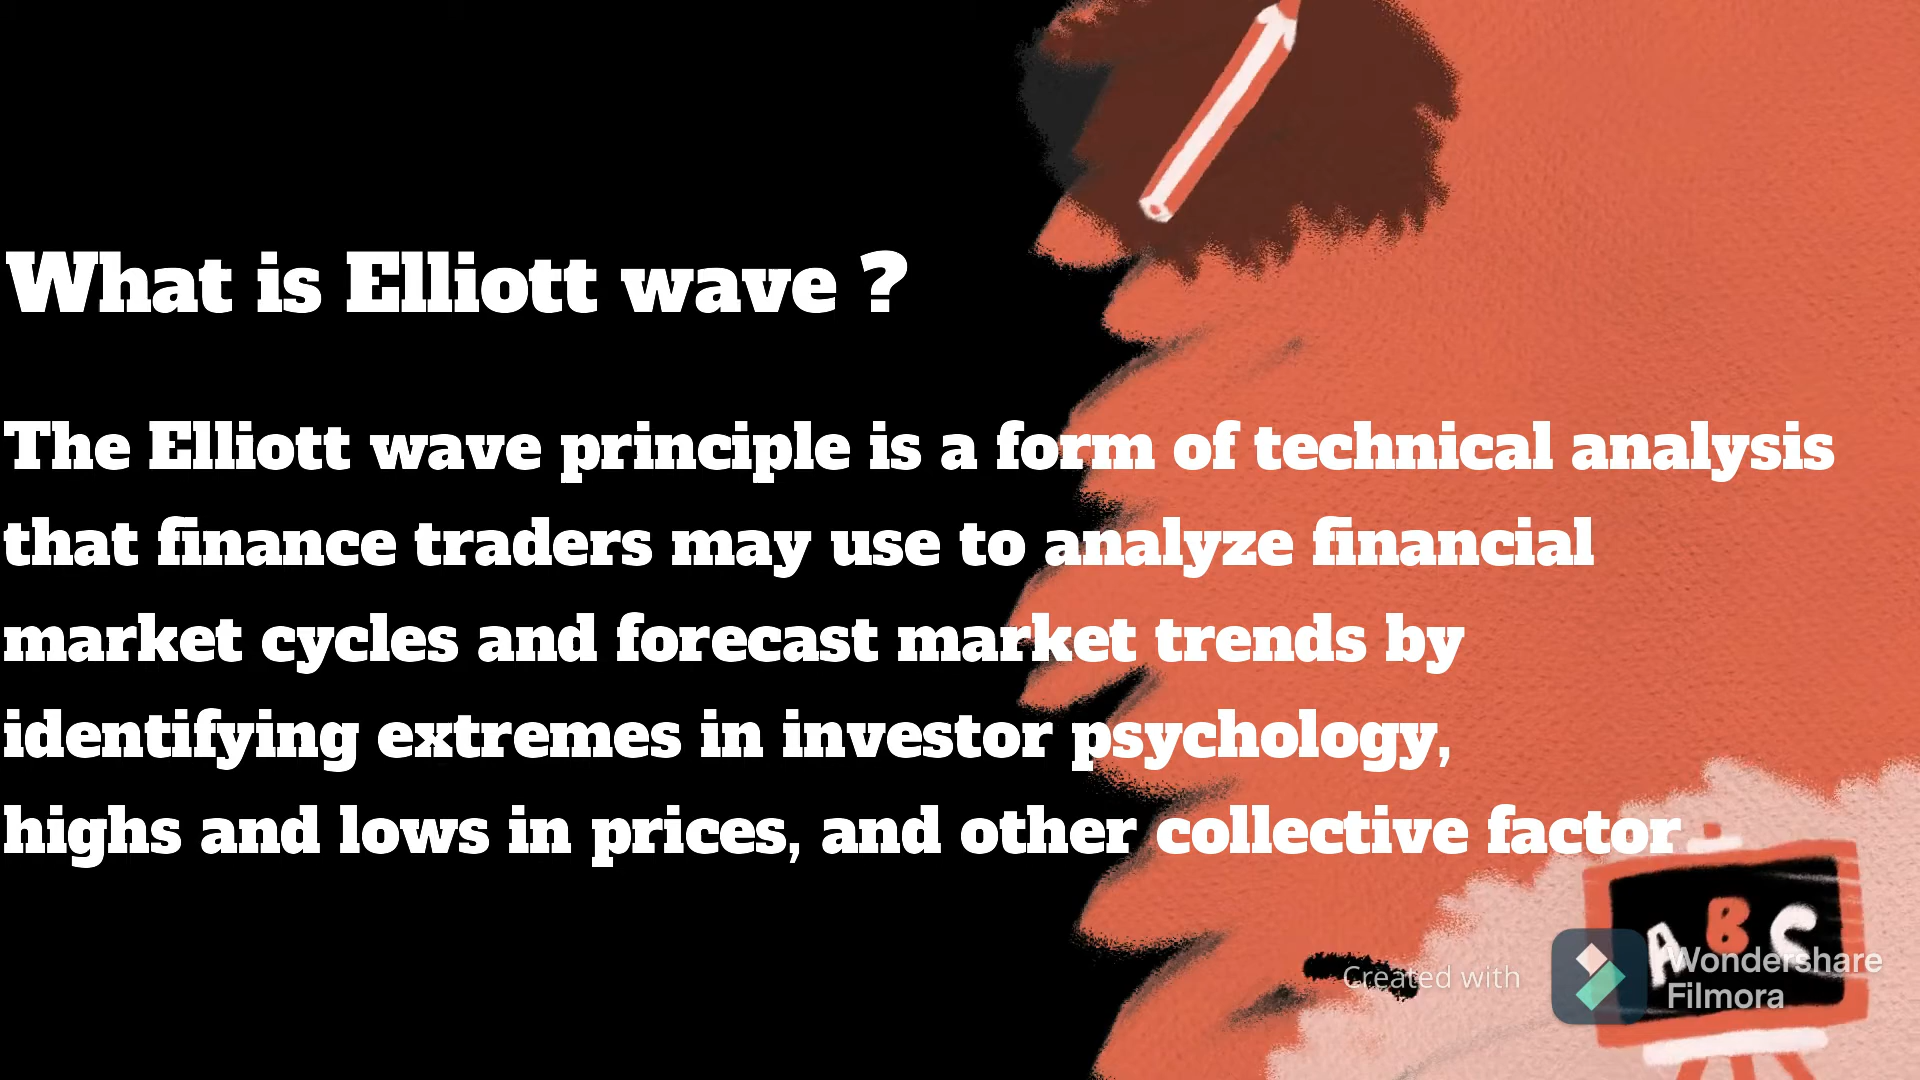 What is Elliott wave ?
The Elliott wave principle is a form of technical analysis
that finance traders may use to analyze financial
market cycles and forecast market trends by
identifying extremes in investor psychology,
highs and lows in prices, and other collective factor
A B C
Created with Wondershare
Filmora